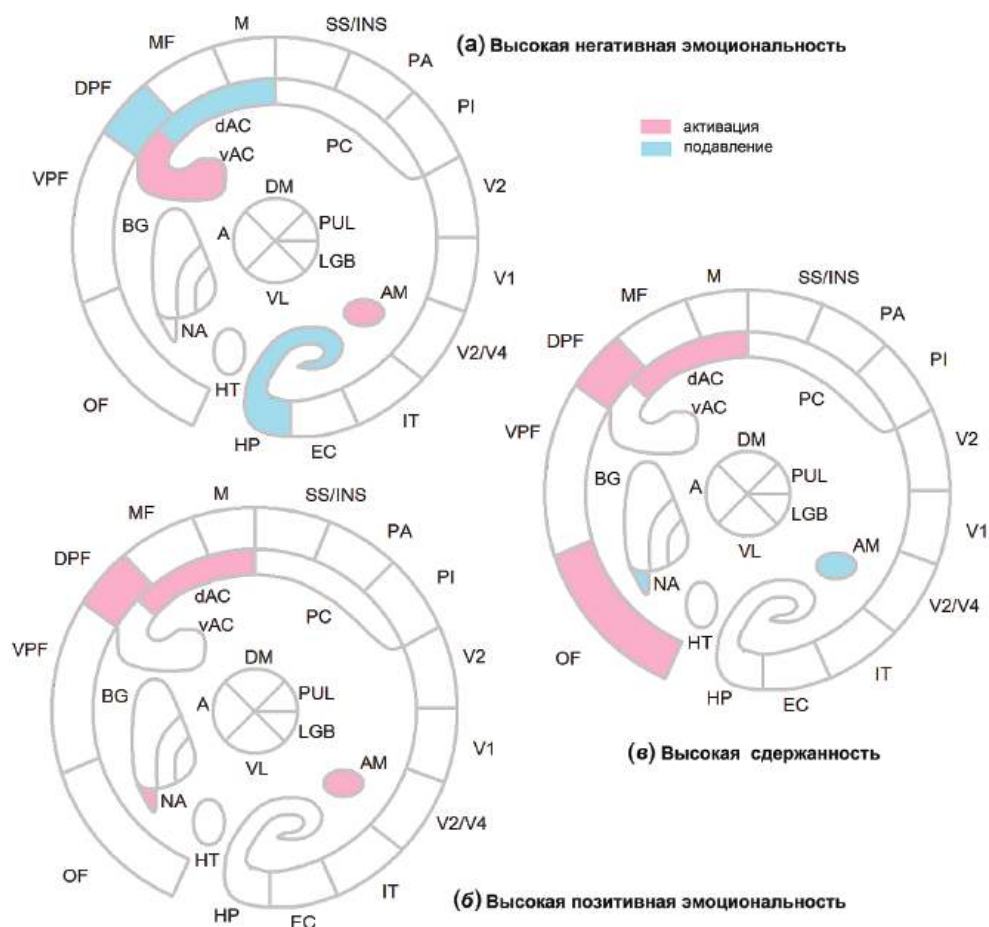 (а) Высокая негативная эмоциональность
SS/INS
M
MF
PA
DPF
PI
dAC
PC
vAC
VPF
V2
DM
BG
A
PUL
LGB
V1
VL
AM
NA
HT
V2/V4
OF
IT
HP
EC
активация
подавление
SS/INS
M
MF
PA
DPF
PI
dAC
PC
vAC
VPF
V2
DM
BG
A
PUL
LGB
V1
VL
AM
NA
V2/V4
HT
OF
IT
HP
EC
(в) Высокая сдержанность
SS/INS
M
MF
PA
DPF
PI
dAC
PC
vAC
VPF
V2
DM
BG
A
PUL
LGB
V1
VL
AM
NA
V2/V4
HT
OF
IT
HP
EC
(б) Высокая позитивная эмоциональность